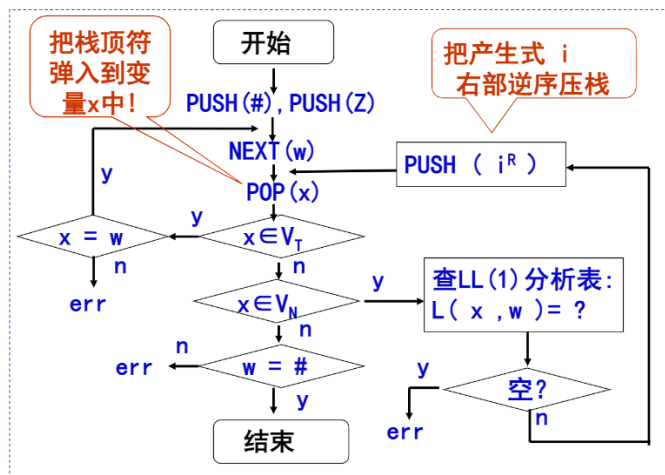 把栈顶符
弹入到变
量x中!
开始
把产生式 i
右部逆序压栈
PUSH(#),PUSH(Z)
NEXT(w)
PUSH ( iᴿ )
POP(x)
y
y
x = w
x∈V_T
n
n
err
y
查LL(1)分析表:
L( x ,w )= ?
x∈V_N
n
n
err
w = #
y
空?
y
n
err
结束